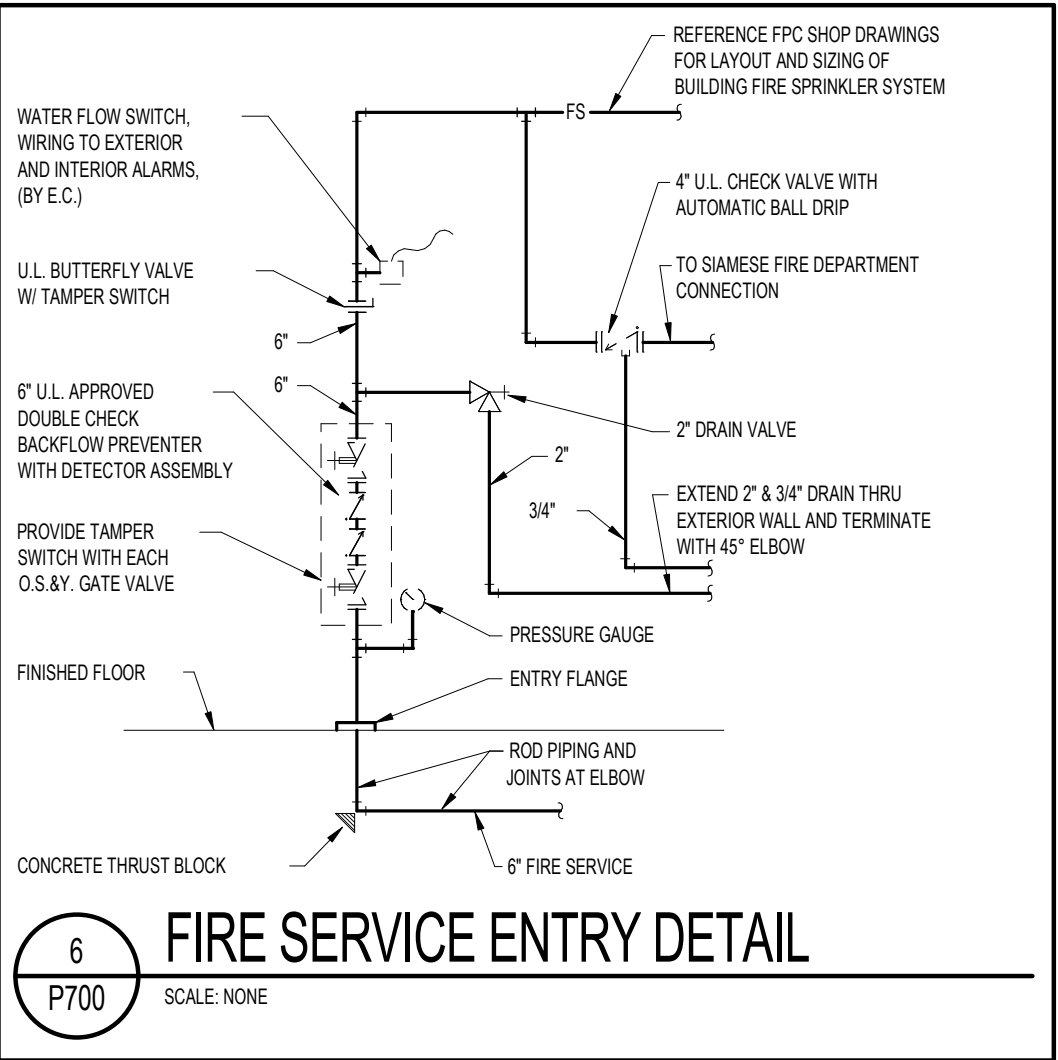 REFERENCE FPC SHOP DRAWINGS
FOR LAYOUT AND SIZING OF
BUILDING FIRE SPRINKLER SYSTEM
WATER FLOW SWITCH,
WIRING TO EXTERIOR
AND INTERIOR ALARMS,
(BY E.C.)
FS
4" U.L. CHECK VALVE WITH
AUTOMATIC BALL DRIP
U.L. BUTTERFLY VALVE
W/ TAMPER SWITCH
TO SIAMESE FIRE DEPARTMENT
CONNECTION
6"
6"
6" U.L. APPROVED
DOUBLE CHECK
BACKFLOW PREVENTER
WITH DETECTOR ASSEMBLY
2" DRAIN VALVE
2"
3/4"
EXTEND 2" & 3/4" DRAIN THRU
EXTERIOR WALL AND TERMINATE
WITH 45° ELBOW
PROVIDE TAMPER
SWITCH WITH EACH
O.S.&Y. GATE VALVE
PRESSURE GAUGE
FINISHED FLOOR
ENTRY FLANGE
ROD PIPING AND
JOINTS AT ELBOW
CONCRETE THRUST BLOCK
6" FIRE SERVICE
6
P700
FIRE SERVICE ENTRY DETAIL
SCALE: NONE